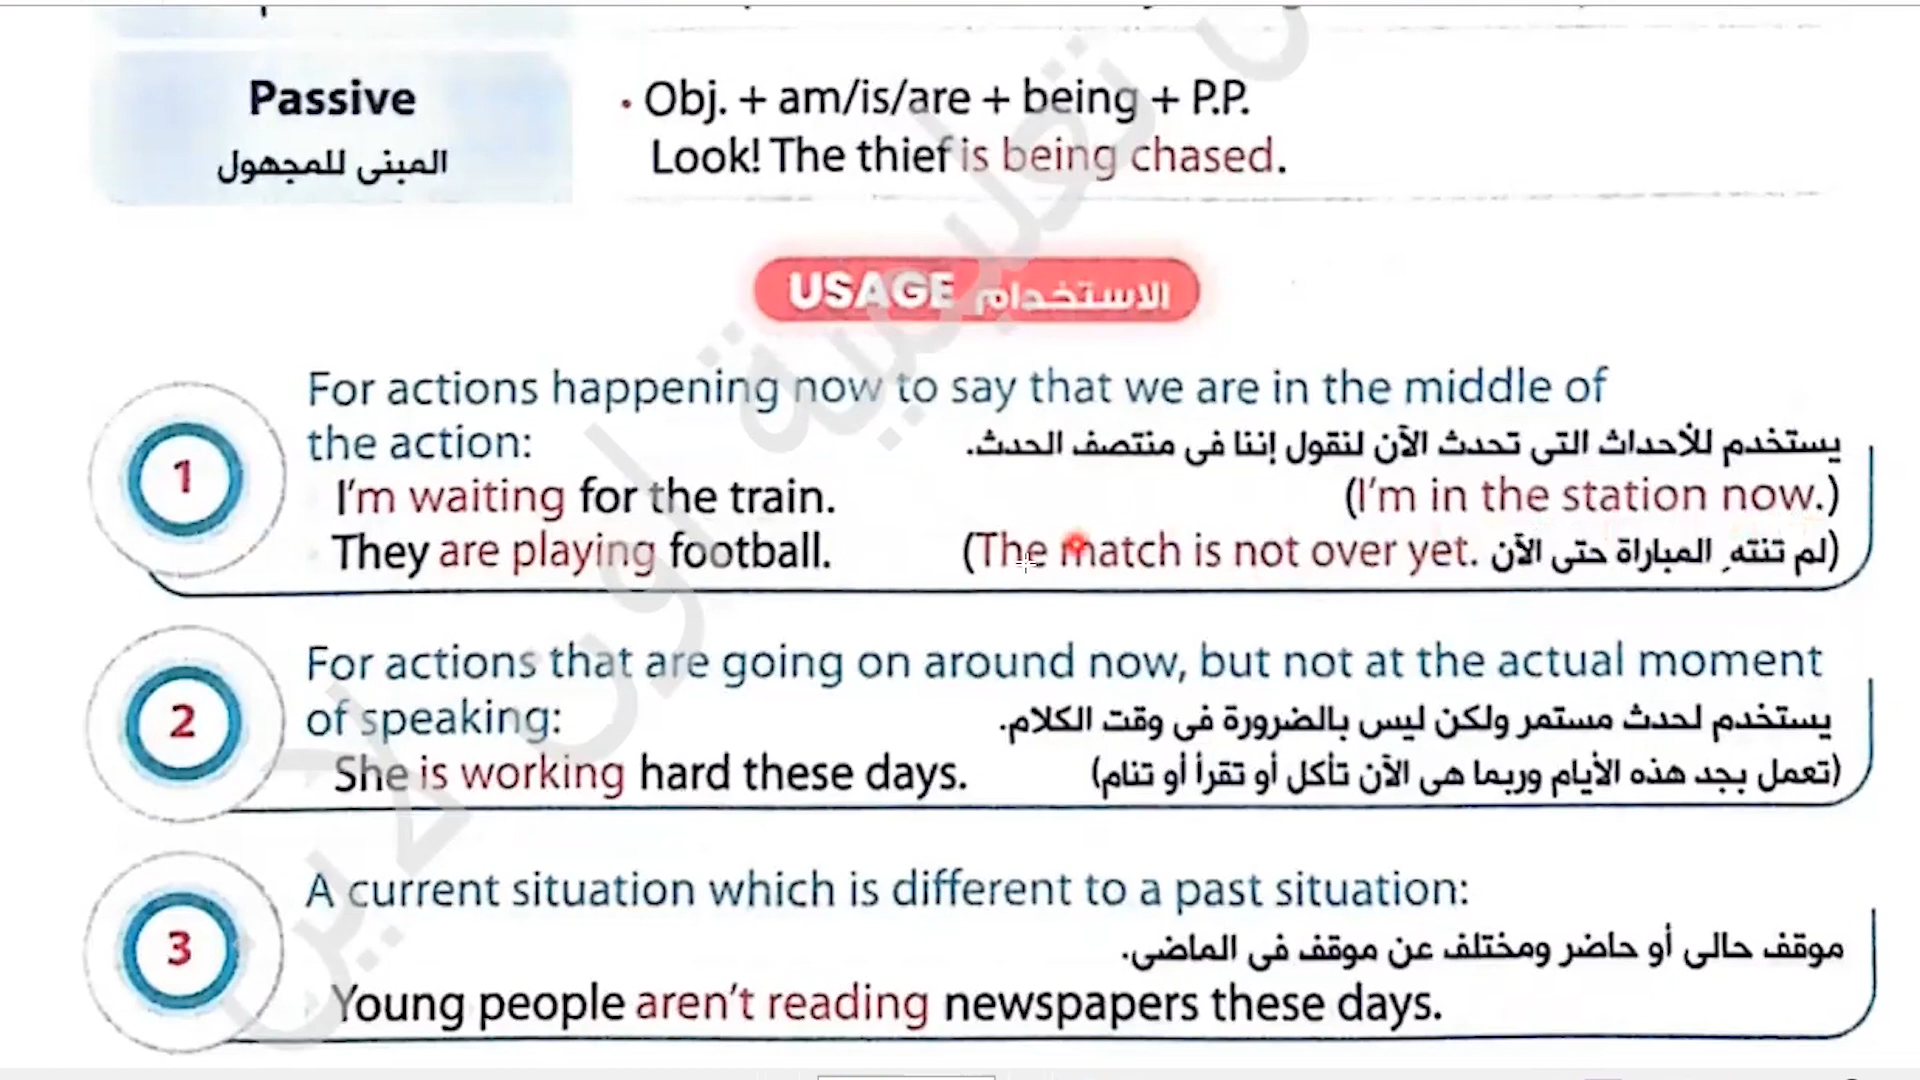 Passive
المبنى للمجهول
• Obj. + am/is/are + being + P.P.
Look! The thief is being chased.
USAGE الاستخدام
1
For actions happening now to say that we are in the middle of
the action: يستخدم للأحداث التى تحدث الآن لنقول إننا فى منتصف الحدث.
I'm waiting for the train. (I'm in the station now.)
They are playing football. (The match is not over yet. لم تنتهِ المباراة حتى الآن)
2
For actions that are going on around now, but not at the actual moment
of speaking: يستخدم لحدث مستمر ولكن ليس بالضرورة فى وقت الكلام.
She is working hard these days. (تعمل بجد هذه الأيام وربما هى الآن تأكل أو تقرأ أو تنام)
3
A current situation which is different to a past situation:
موقف حالى أو حاضر ومختلف عن موقف فى الماضى.
Young people aren't reading newspapers these days.
تعليمية اون لاين